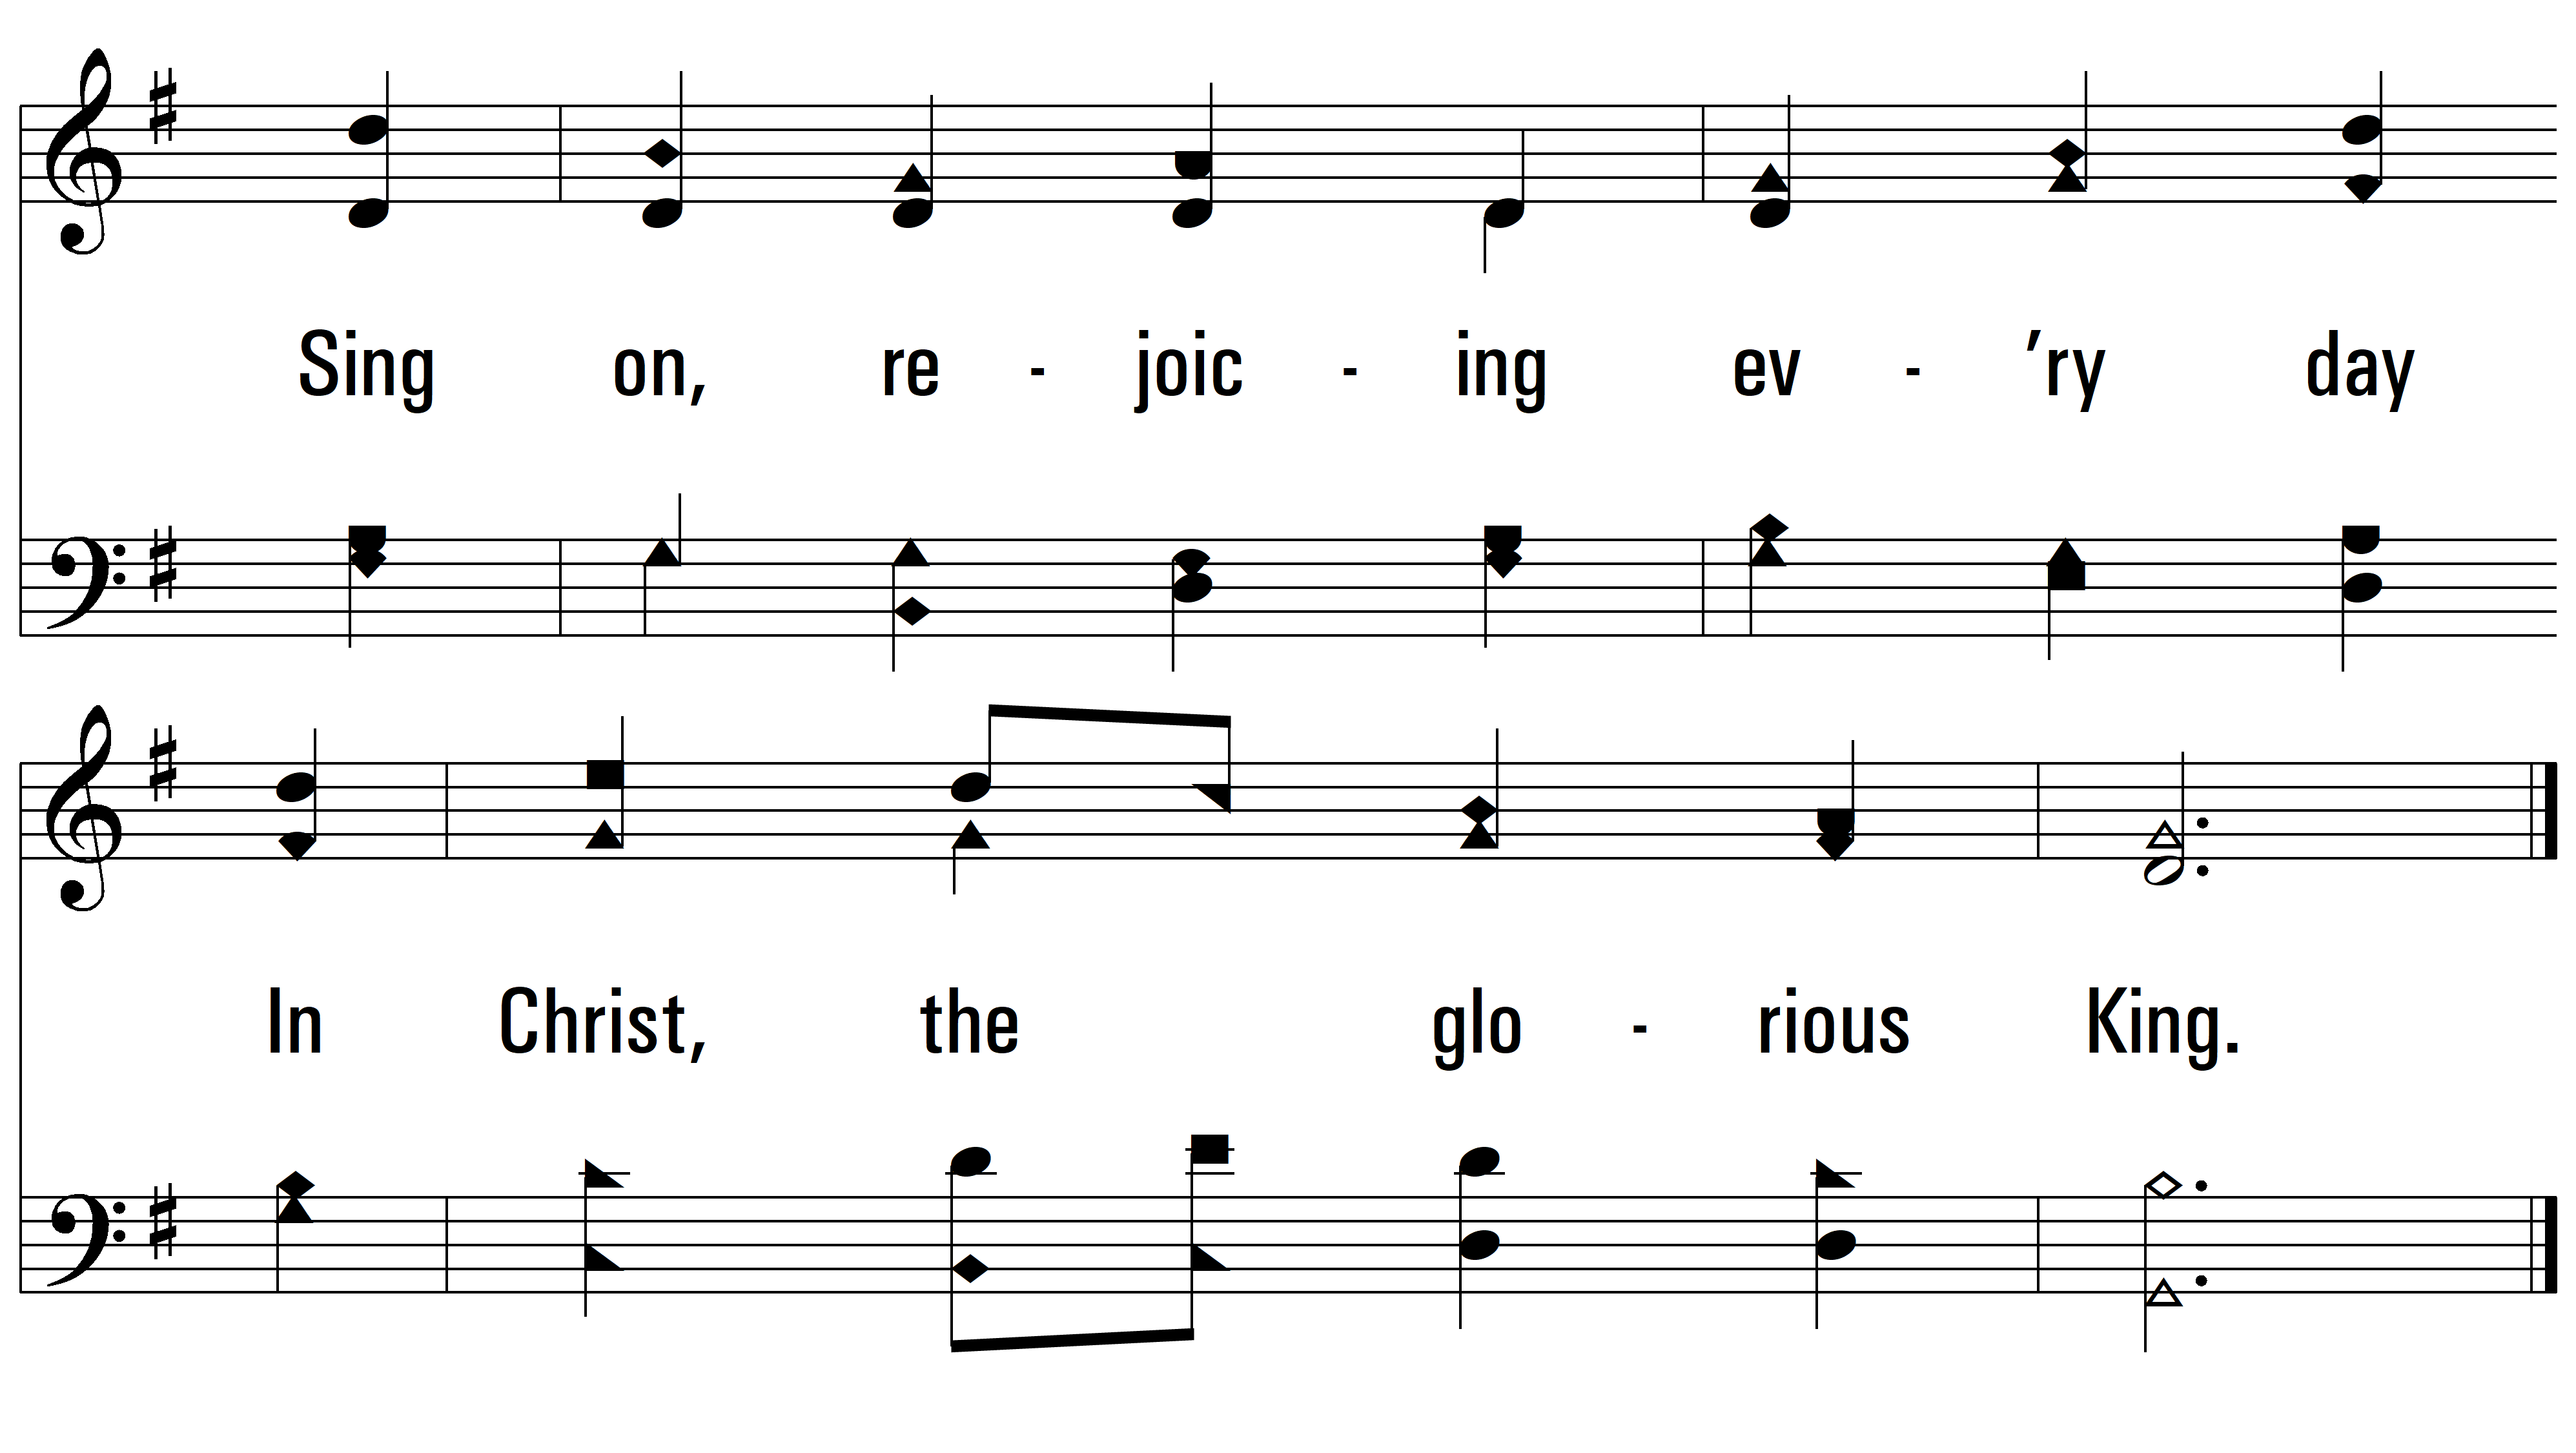 Sing on, re - joic - ing ev - ’ry day
In Christ, the glo - rious King.